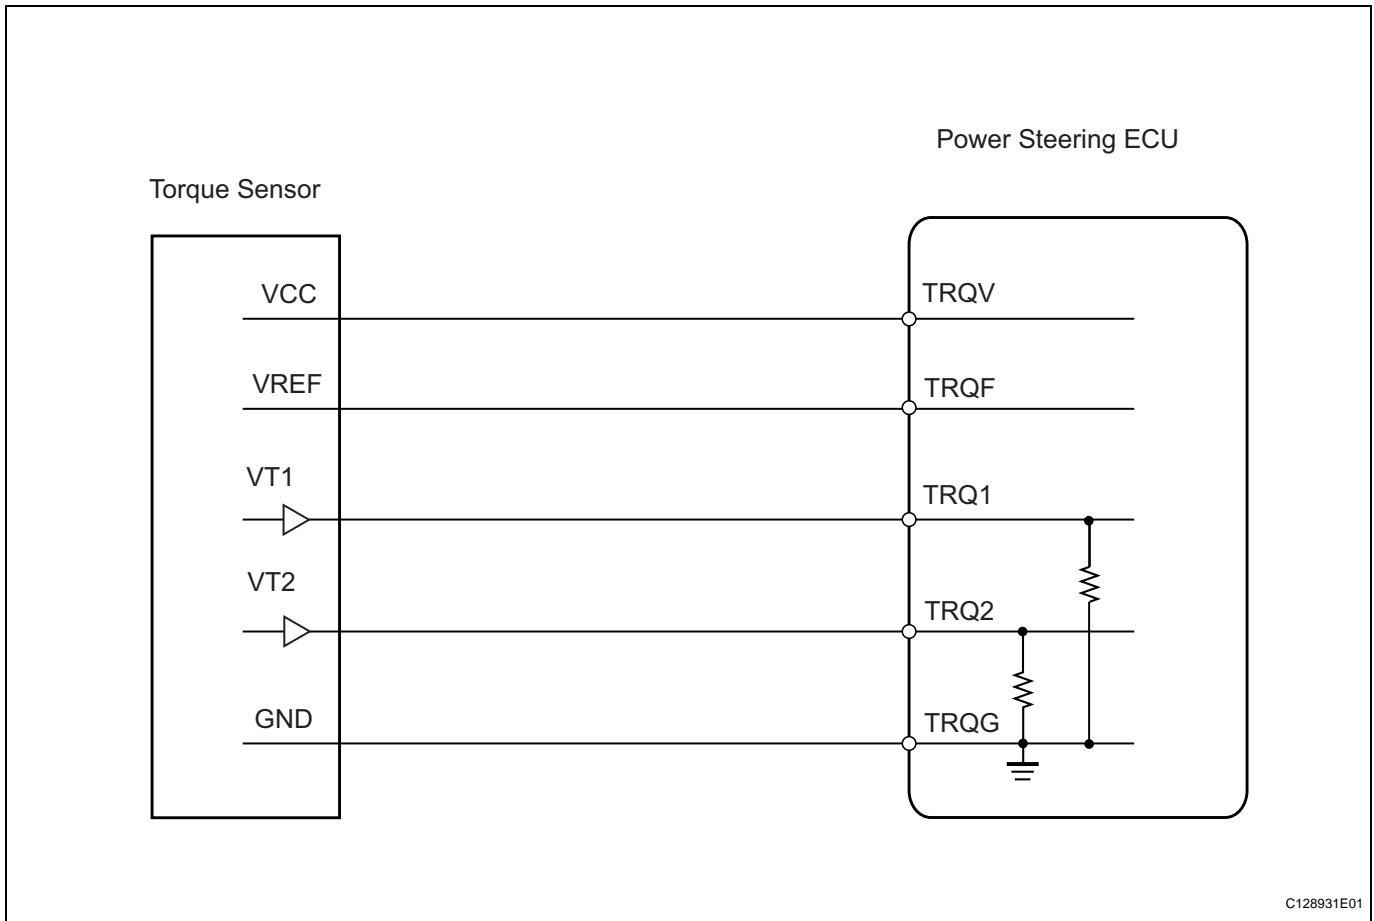 Power Steering ECU
Torque Sensor
VCC
TRQV
VREF
TRQF
VT1
TRQ1
VT2
TRQ2
GND
TRQG
C128931E01